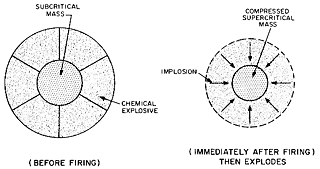 SUBCRITICAL
MASS
CHEMICAL
EXPLOSIVE
(BEFORE FIRING)
COMPRESSED
SUPERCRITICAL
MASS
IMPLOSION
(IMMEDIATELY AFTER FIRING)
THEN EXPLODES